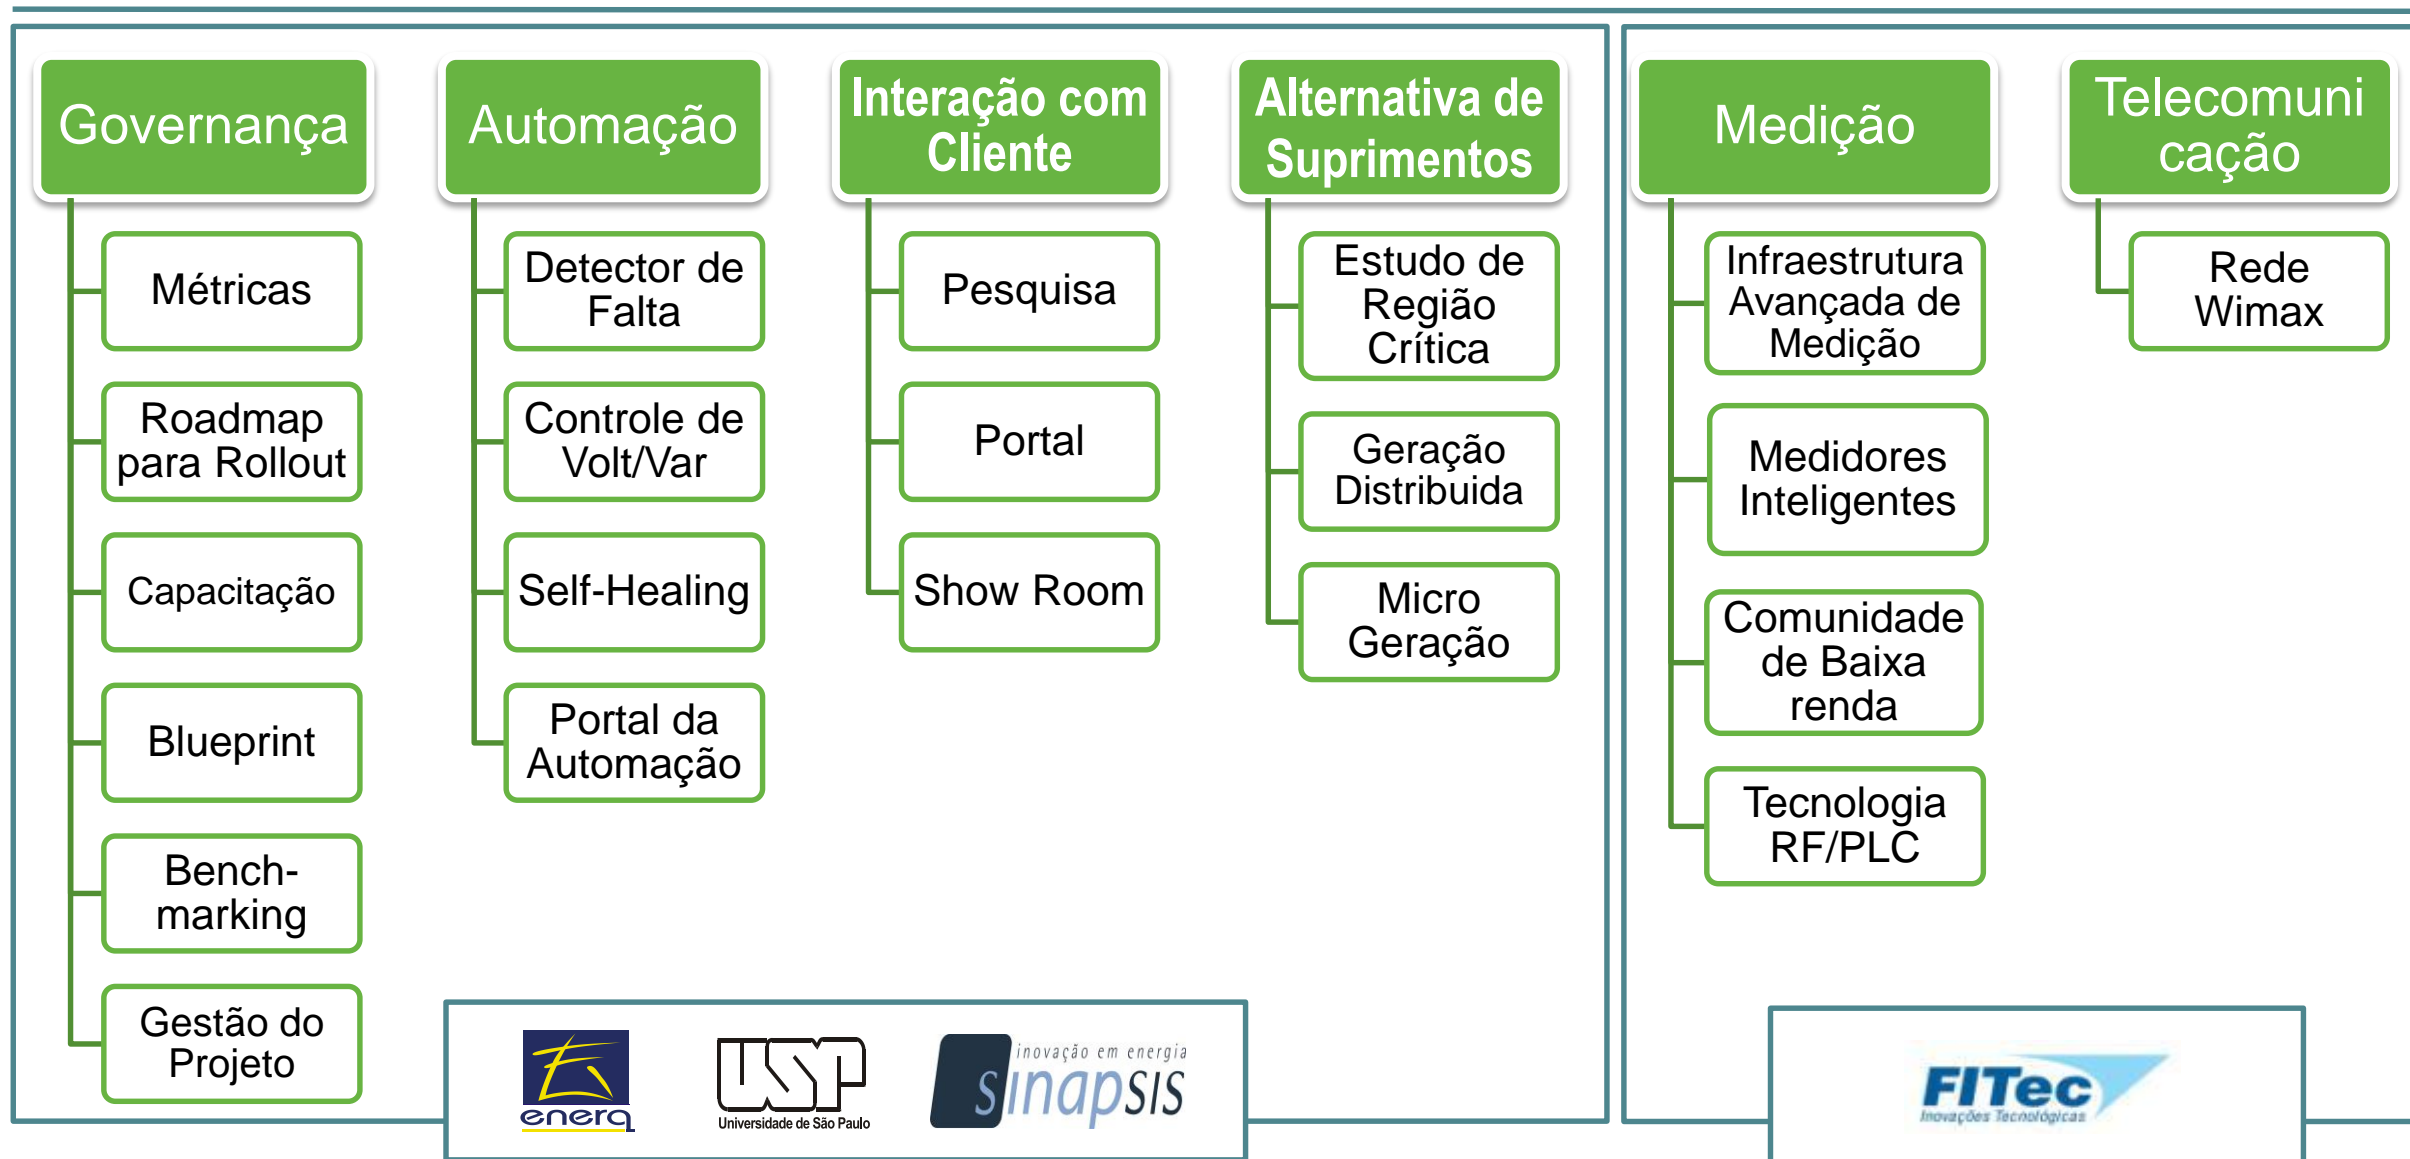 Governança
Métricas
Roadmap
para Rollout
Capacitação
Blueprint
Bench-
marking
Gestão do
Projeto
Automação
Detector de
Falta
Controle de
Volt/Var
Self-Healing
Portal da
Automação
Interação com
Cliente
Pesquisa
Portal
Show Room
Alternativa de
Suprimentos
Estudo de
Região
Crítica
Geração
Distribuida
Micro
Geração
enerq
USP
Universidade de São Paulo
inovação em energia
sinapsis
Medição
Infraestrutura
Avançada de
Medição
Medidores
Inteligentes
Comunidade
de Baixa
renda
Tecnologia
RF/PLC
Telecomuni
cação
Rede
Wimax
FITec
Inovações Tecnológicas